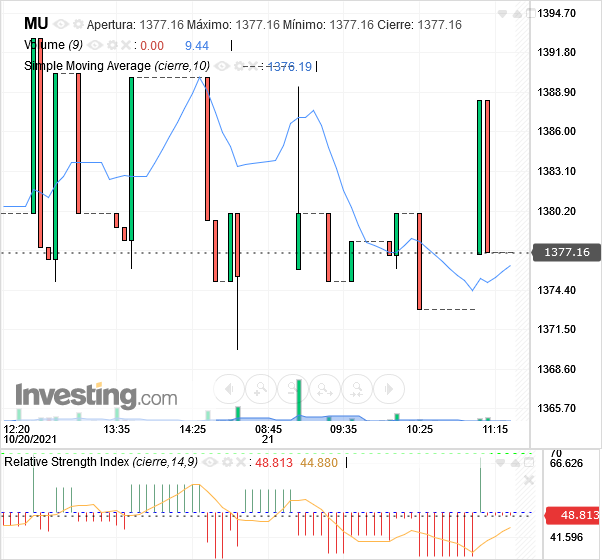 MU Apertura: 1377.16 Máximo: 1377.16 Mínimo: 1377.16 Cierre: 1377.16
Volume (9) : 0.00 9.44
Simple Moving Average (cierre,10) : 1376.19
1394.70
1391.80
1388.90
1386.00
1383.10
1380.20
1377.16
1374.40
1371.50
1368.60
1365.70
Investing.com
12:20 13:35 14:25 08:45 09:35 10:25 11:15
10/20/2021 21
Relative Strength Index (cierre,14,9) : 48.813 44.880
70
66.626
48.813
41.596